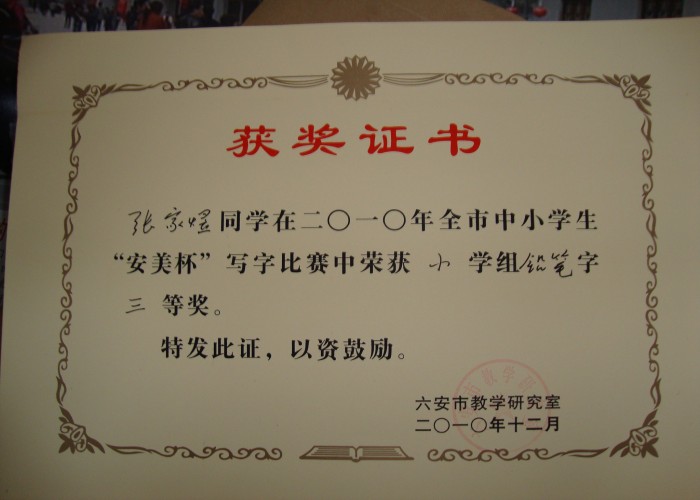 获奖证书
张家煜同学在二〇一〇年全市中小学生
“安美杯”写字比赛中荣获 小 学组铅笔字
三 等奖。
特发此证，以资鼓励。
六安市教学研究室
二〇一〇年十二月